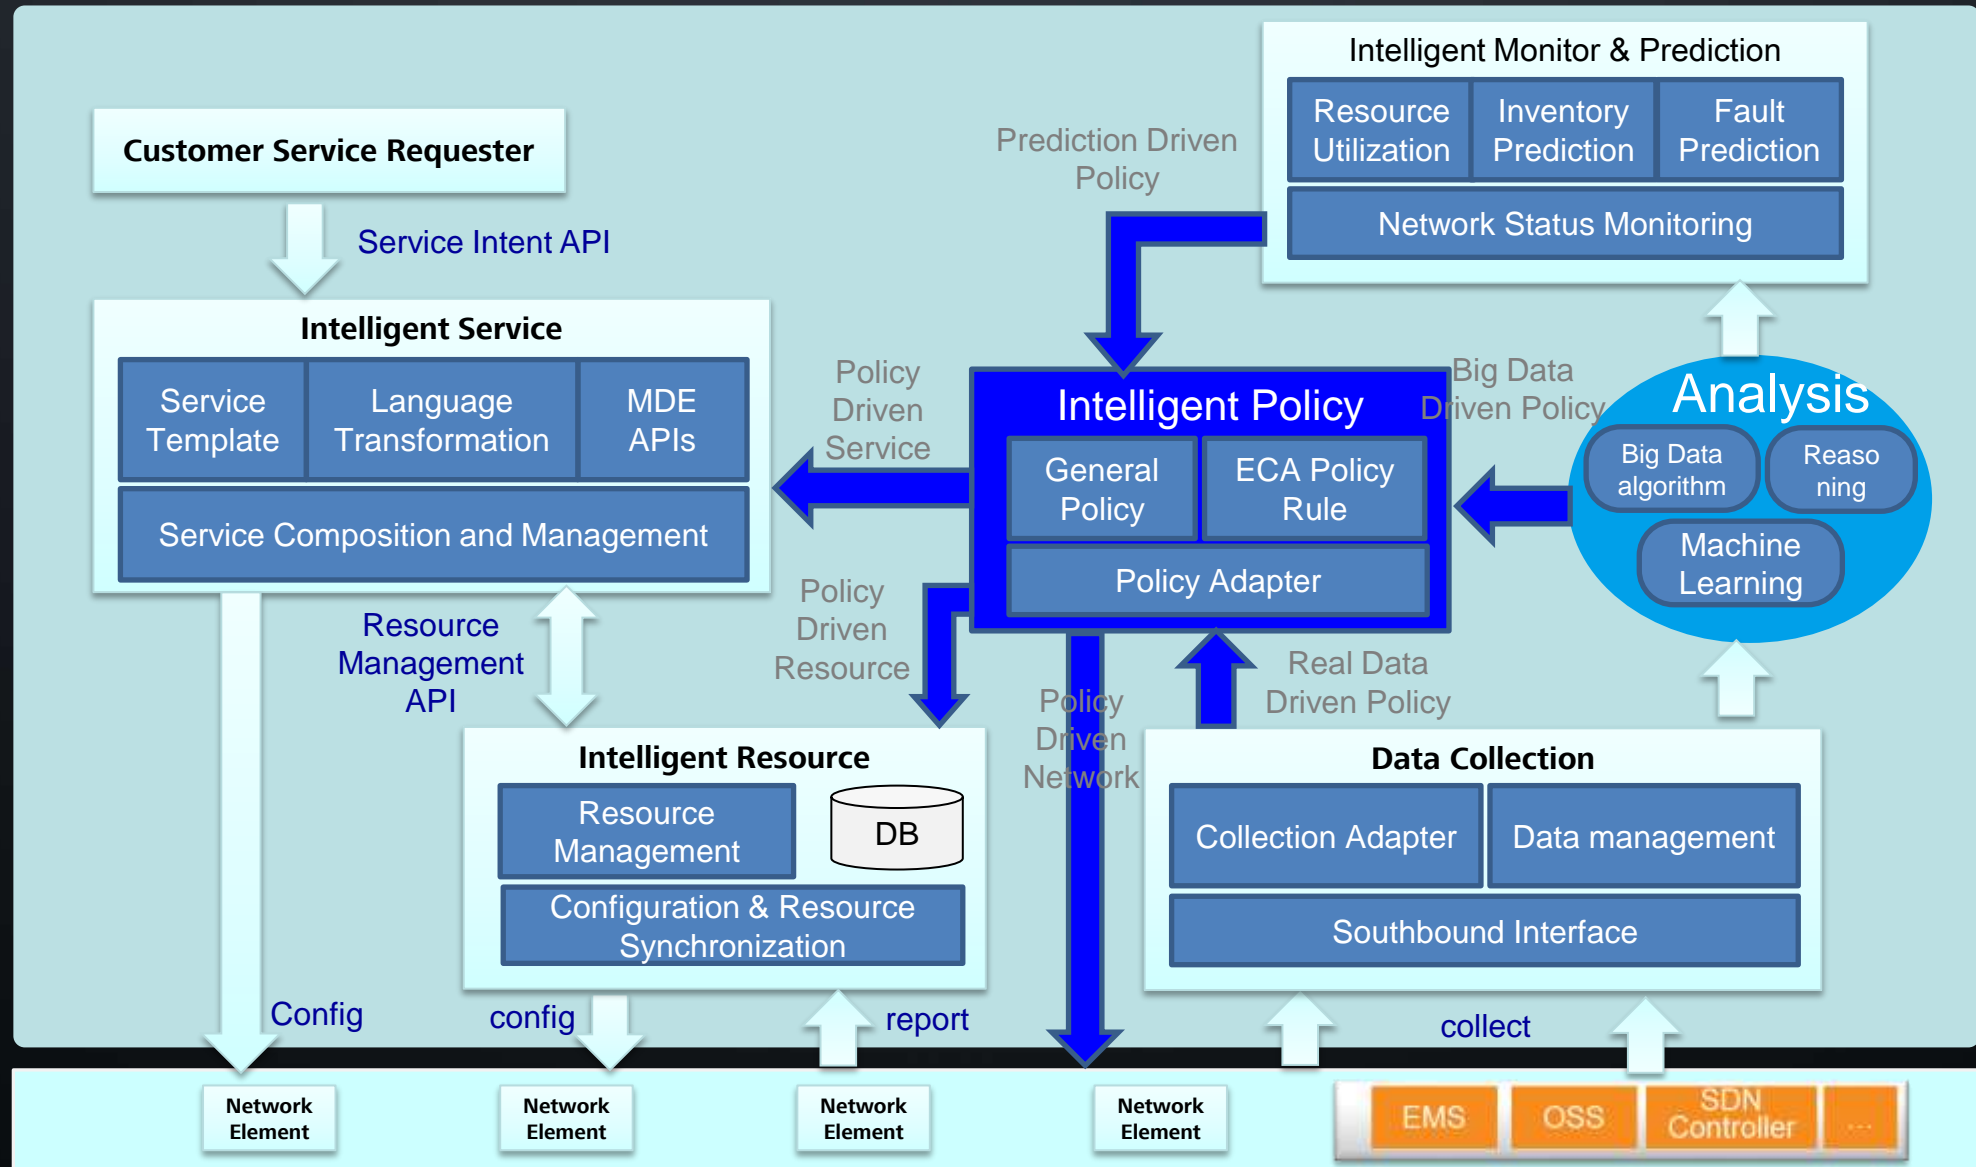 Intelligent Monitor & Prediction
Resource
Utilization
Inventory
Prediction
Fault
Prediction
Network Status Monitoring
Customer Service Requester
Prediction Driven
Policy
Service Intent API
Intelligent Service
Service
Template
Language
Transformation
MDE
APIs
Service Composition and Management
Policy
Driven
Service
Intelligent Policy
General
Policy
ECA Policy
Rule
Policy Adapter
Big Data
Driven Policy
Analysis
Big Data
algorithm
Reaso
ning
Machine
Learning
Resource
Management
API
Policy
Driven
Resource
Policy
Driven
Network
Real Data
Driven Policy
Intelligent Resource
Resource
Management
DB
Configuration & Resource
Synchronization
Data Collection
Collection Adapter
Data management
Southbound Interface
Config
config
report
collect
Network
Element
Network
Element
Network
Element
Network
Element
EMS
OSS
SDN
Controller
...